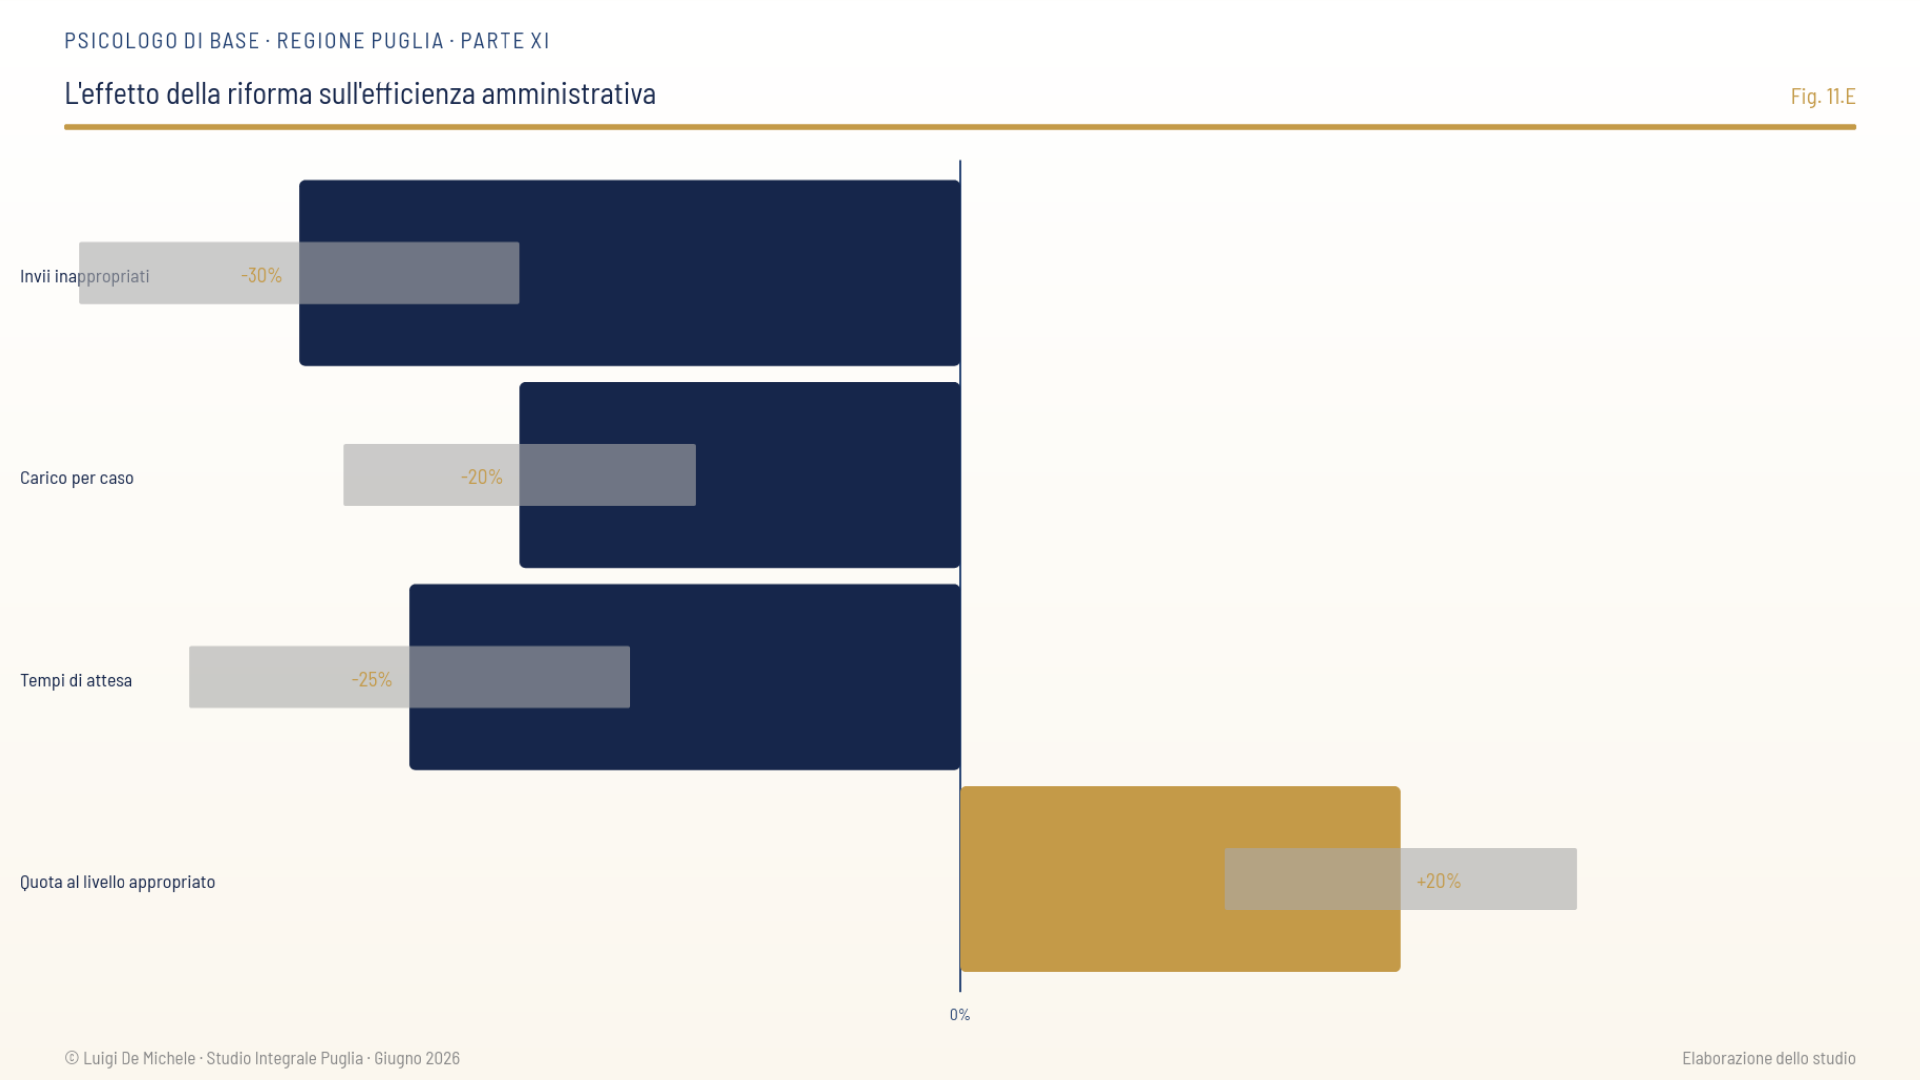 PSICOLOGO DI BASE · REGIONE PUGLIA · PARTE XI
L'effetto della riforma sull'efficienza amministrativa
Fig. 11.E
Invii inappropriati
-30%
Carico per caso
-20%
Tempi di attesa
-25%
Quota al livello appropriato
+20%
0%
© Luigi De Michele · Studio Integrale Puglia · Giugno 2026
Elaborazione dello studio